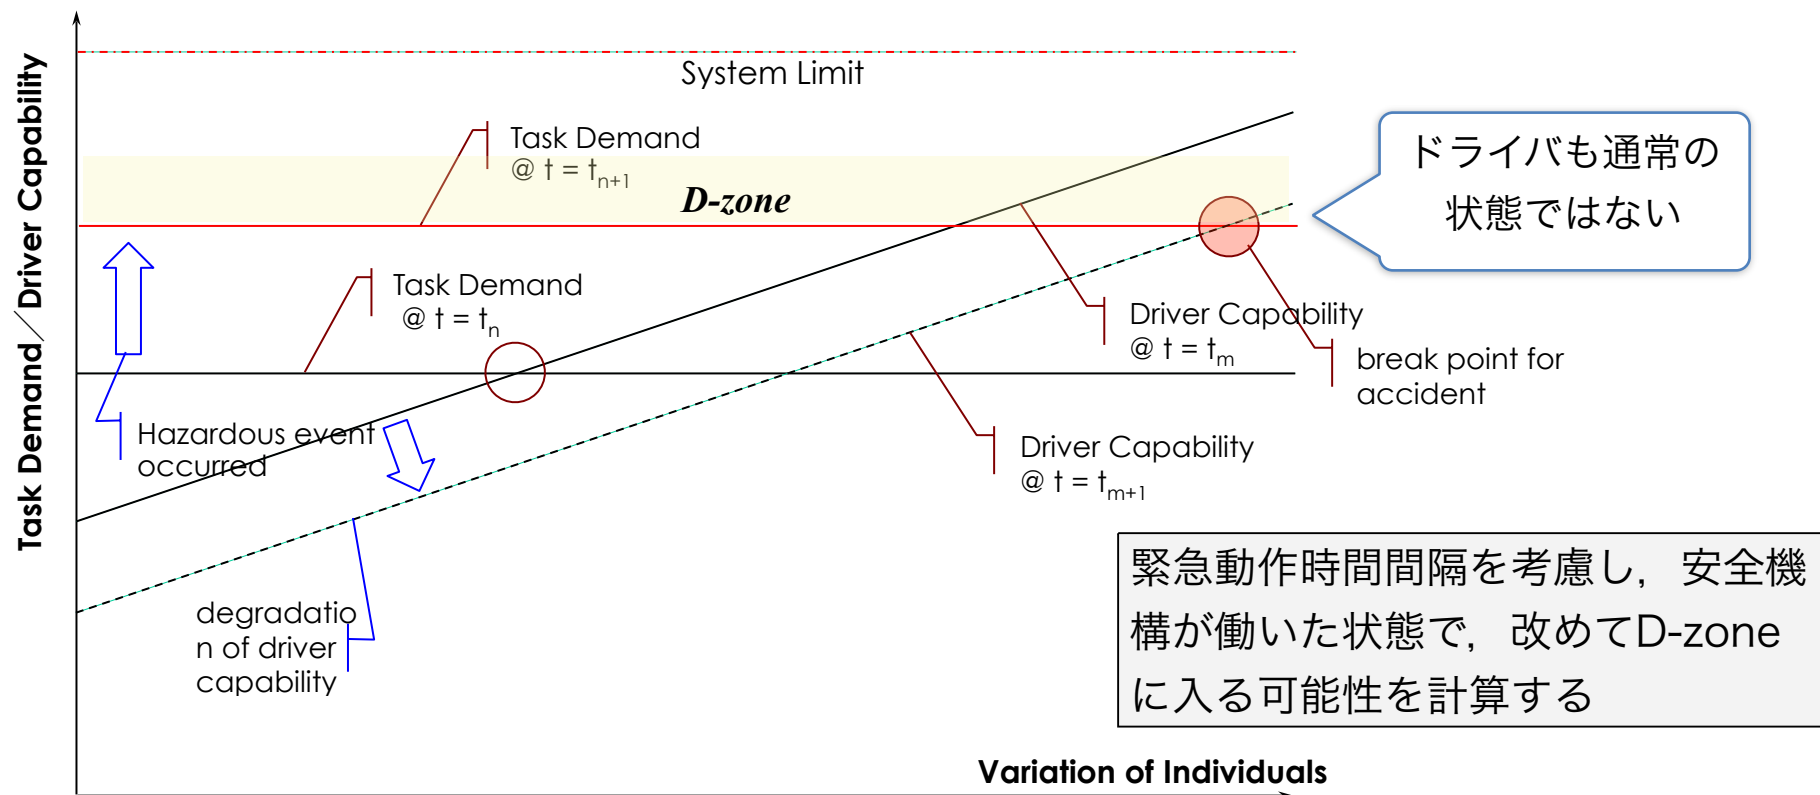 System Limit
Task Demand
@ t = tn+1
D-zone
ドライバも通常の
状態ではない
Task Demand
@ t = tn
Driver Capability
@ t = tm
break point for
accident
Hazardous event
occurred
Driver Capability
@ t = tm+1
degradatio
n of driver
capability
緊急動作時間間隔を考慮し，安全機
構が働いた状態で，改めてD-zone
に入る可能性を計算する
Task Demand／Driver Capability
Variation of Individuals